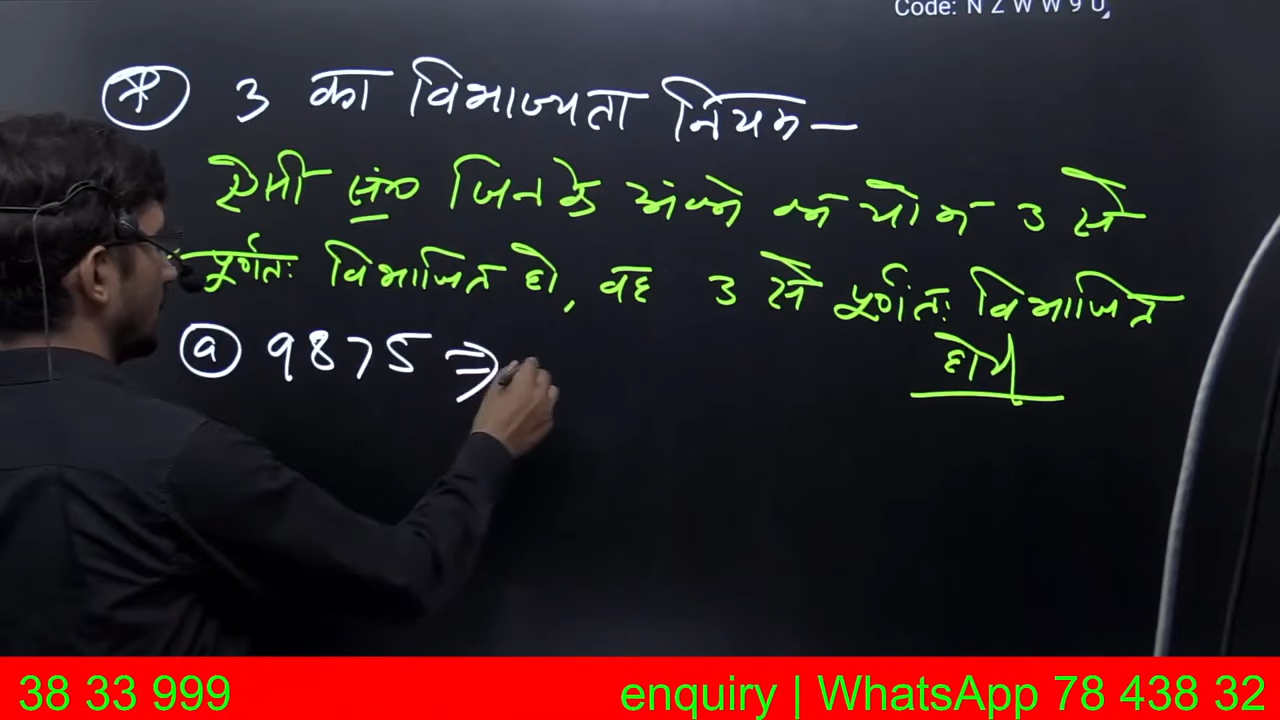 Code: N Z W W 9 U
* 3 का विभाज्यता नियम -
ऐसी सं० जिनके अंको का योग 3 से
पूर्णतः विभाजित हो, वह 3 से पूर्णतः विभाजित
होगी
a 9875 ⇒
38 33 999
enquiry | WhatsApp 78 438 32